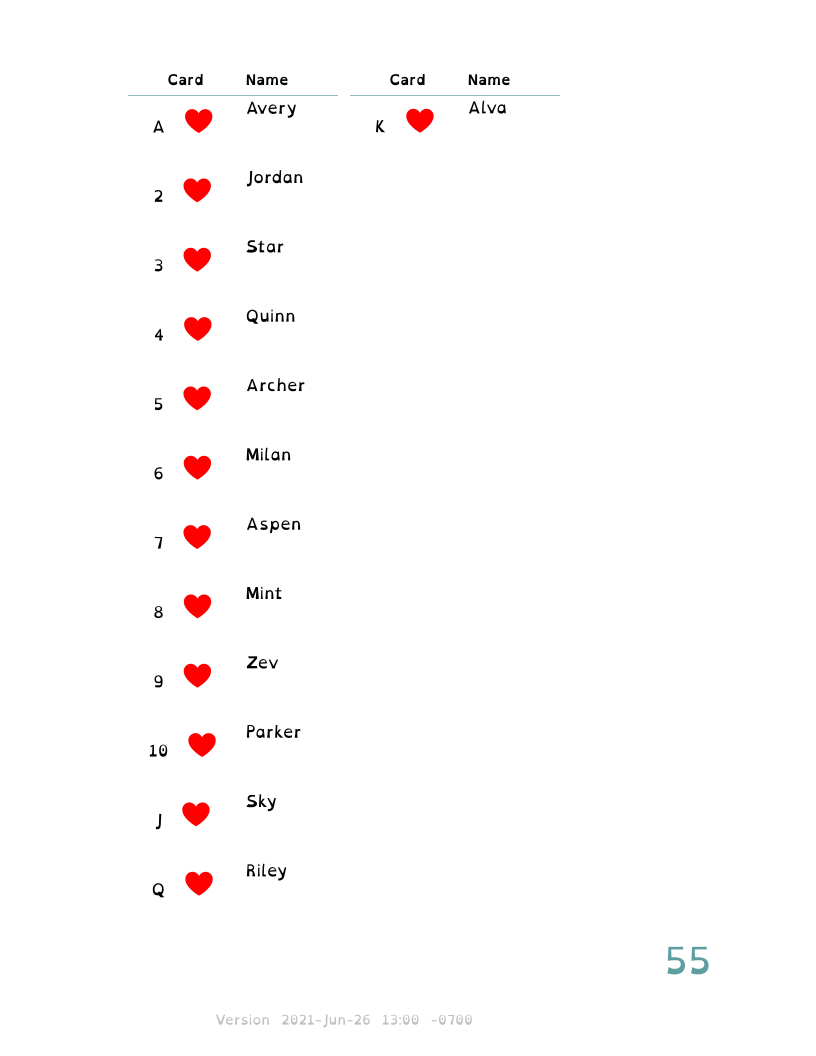 Card Name
A ♥ Avery
2 ♥ Jordan
3 ♥ Star
4 ♥ Quinn
5 ♥ Archer
6 ♥ Milan
7 ♥ Aspen
8 ♥ Mint
9 ♥ Zev
10 ♥ Parker
J ♥ Sky
Q ♥ Riley
Card Name
K ♥ Alva
55
Version 2021-Jun-26 13:00 -0700